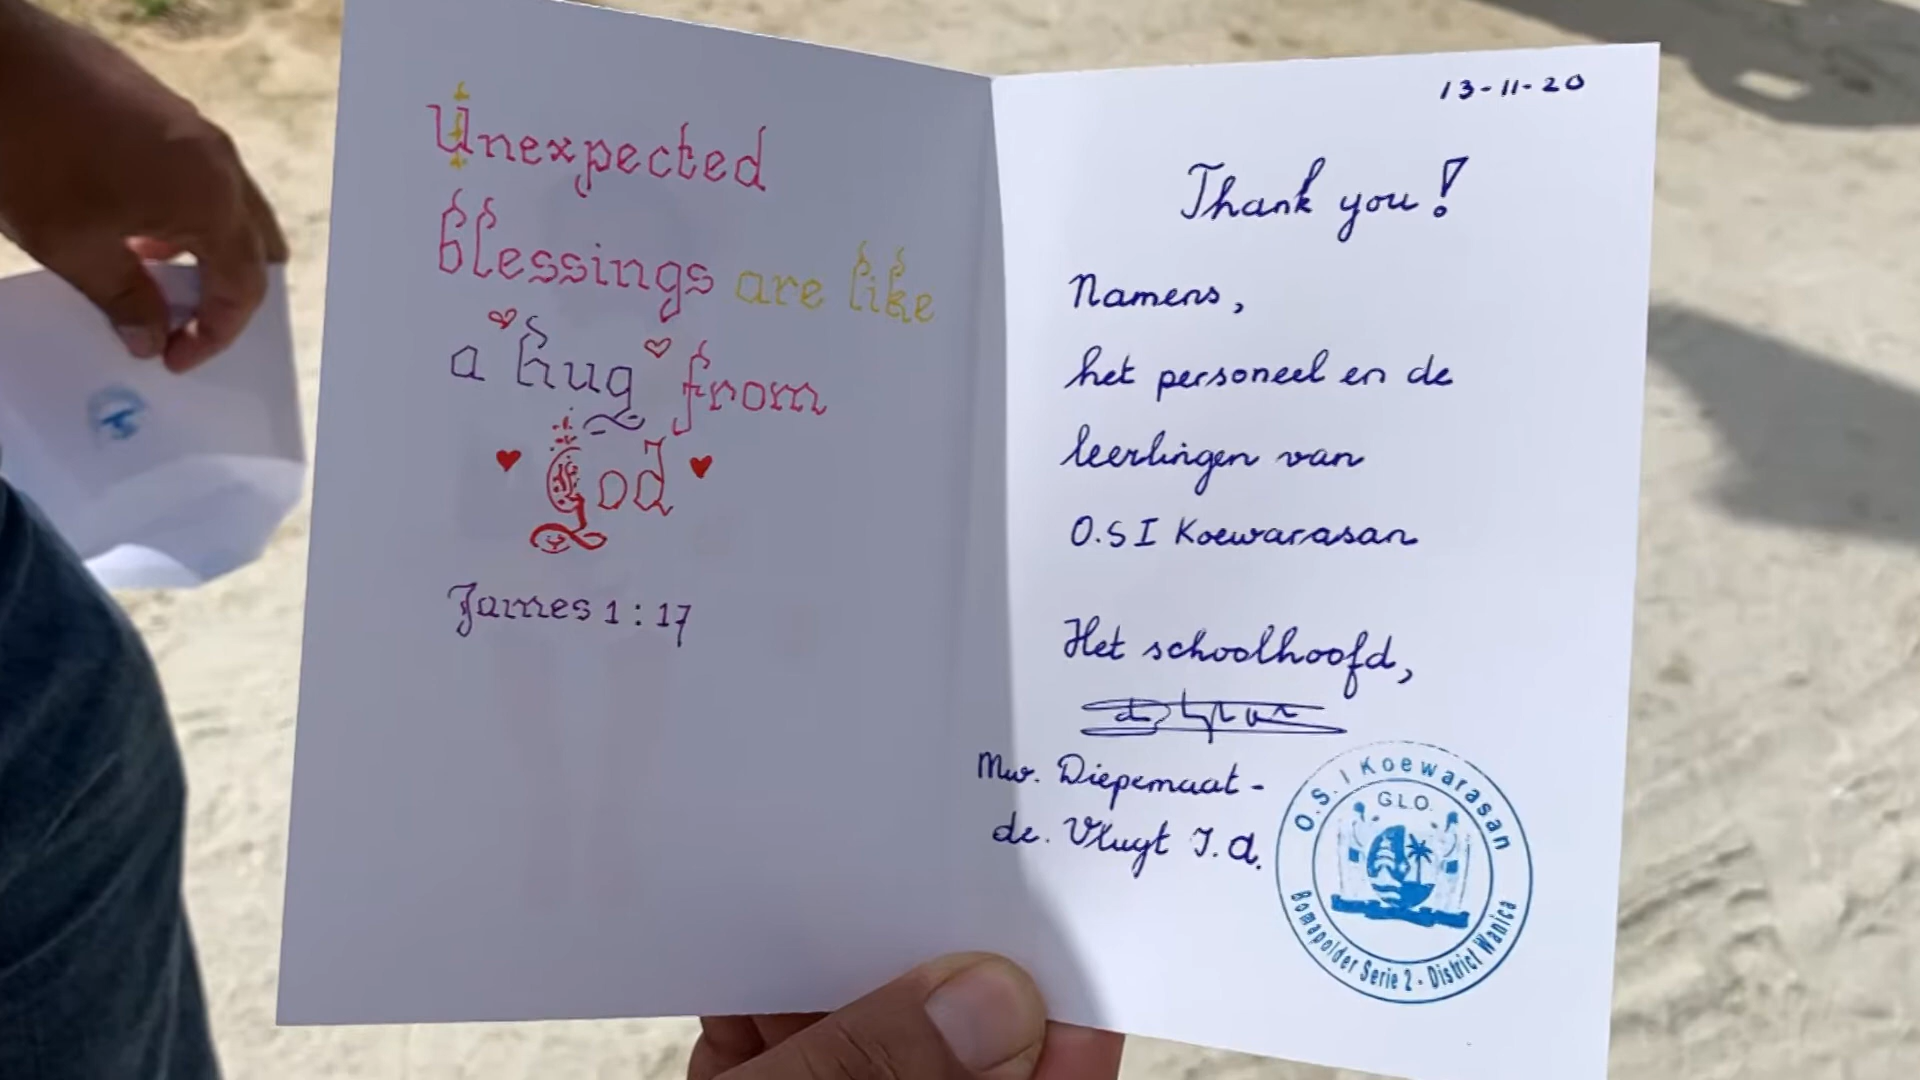 Unexpected
blessings are like
a hug from
God
James 1:17
13-11-20
Thank you!
Namens,
het personeel en de
leerlingen van
O.S I Koewarasan
Het schoolhoofd,
Mw. Diepemaat-
de. Vlugt I.d.
O.S. I Koewarasan
G L O.
Bomapolder Serie 2 - District Wanica